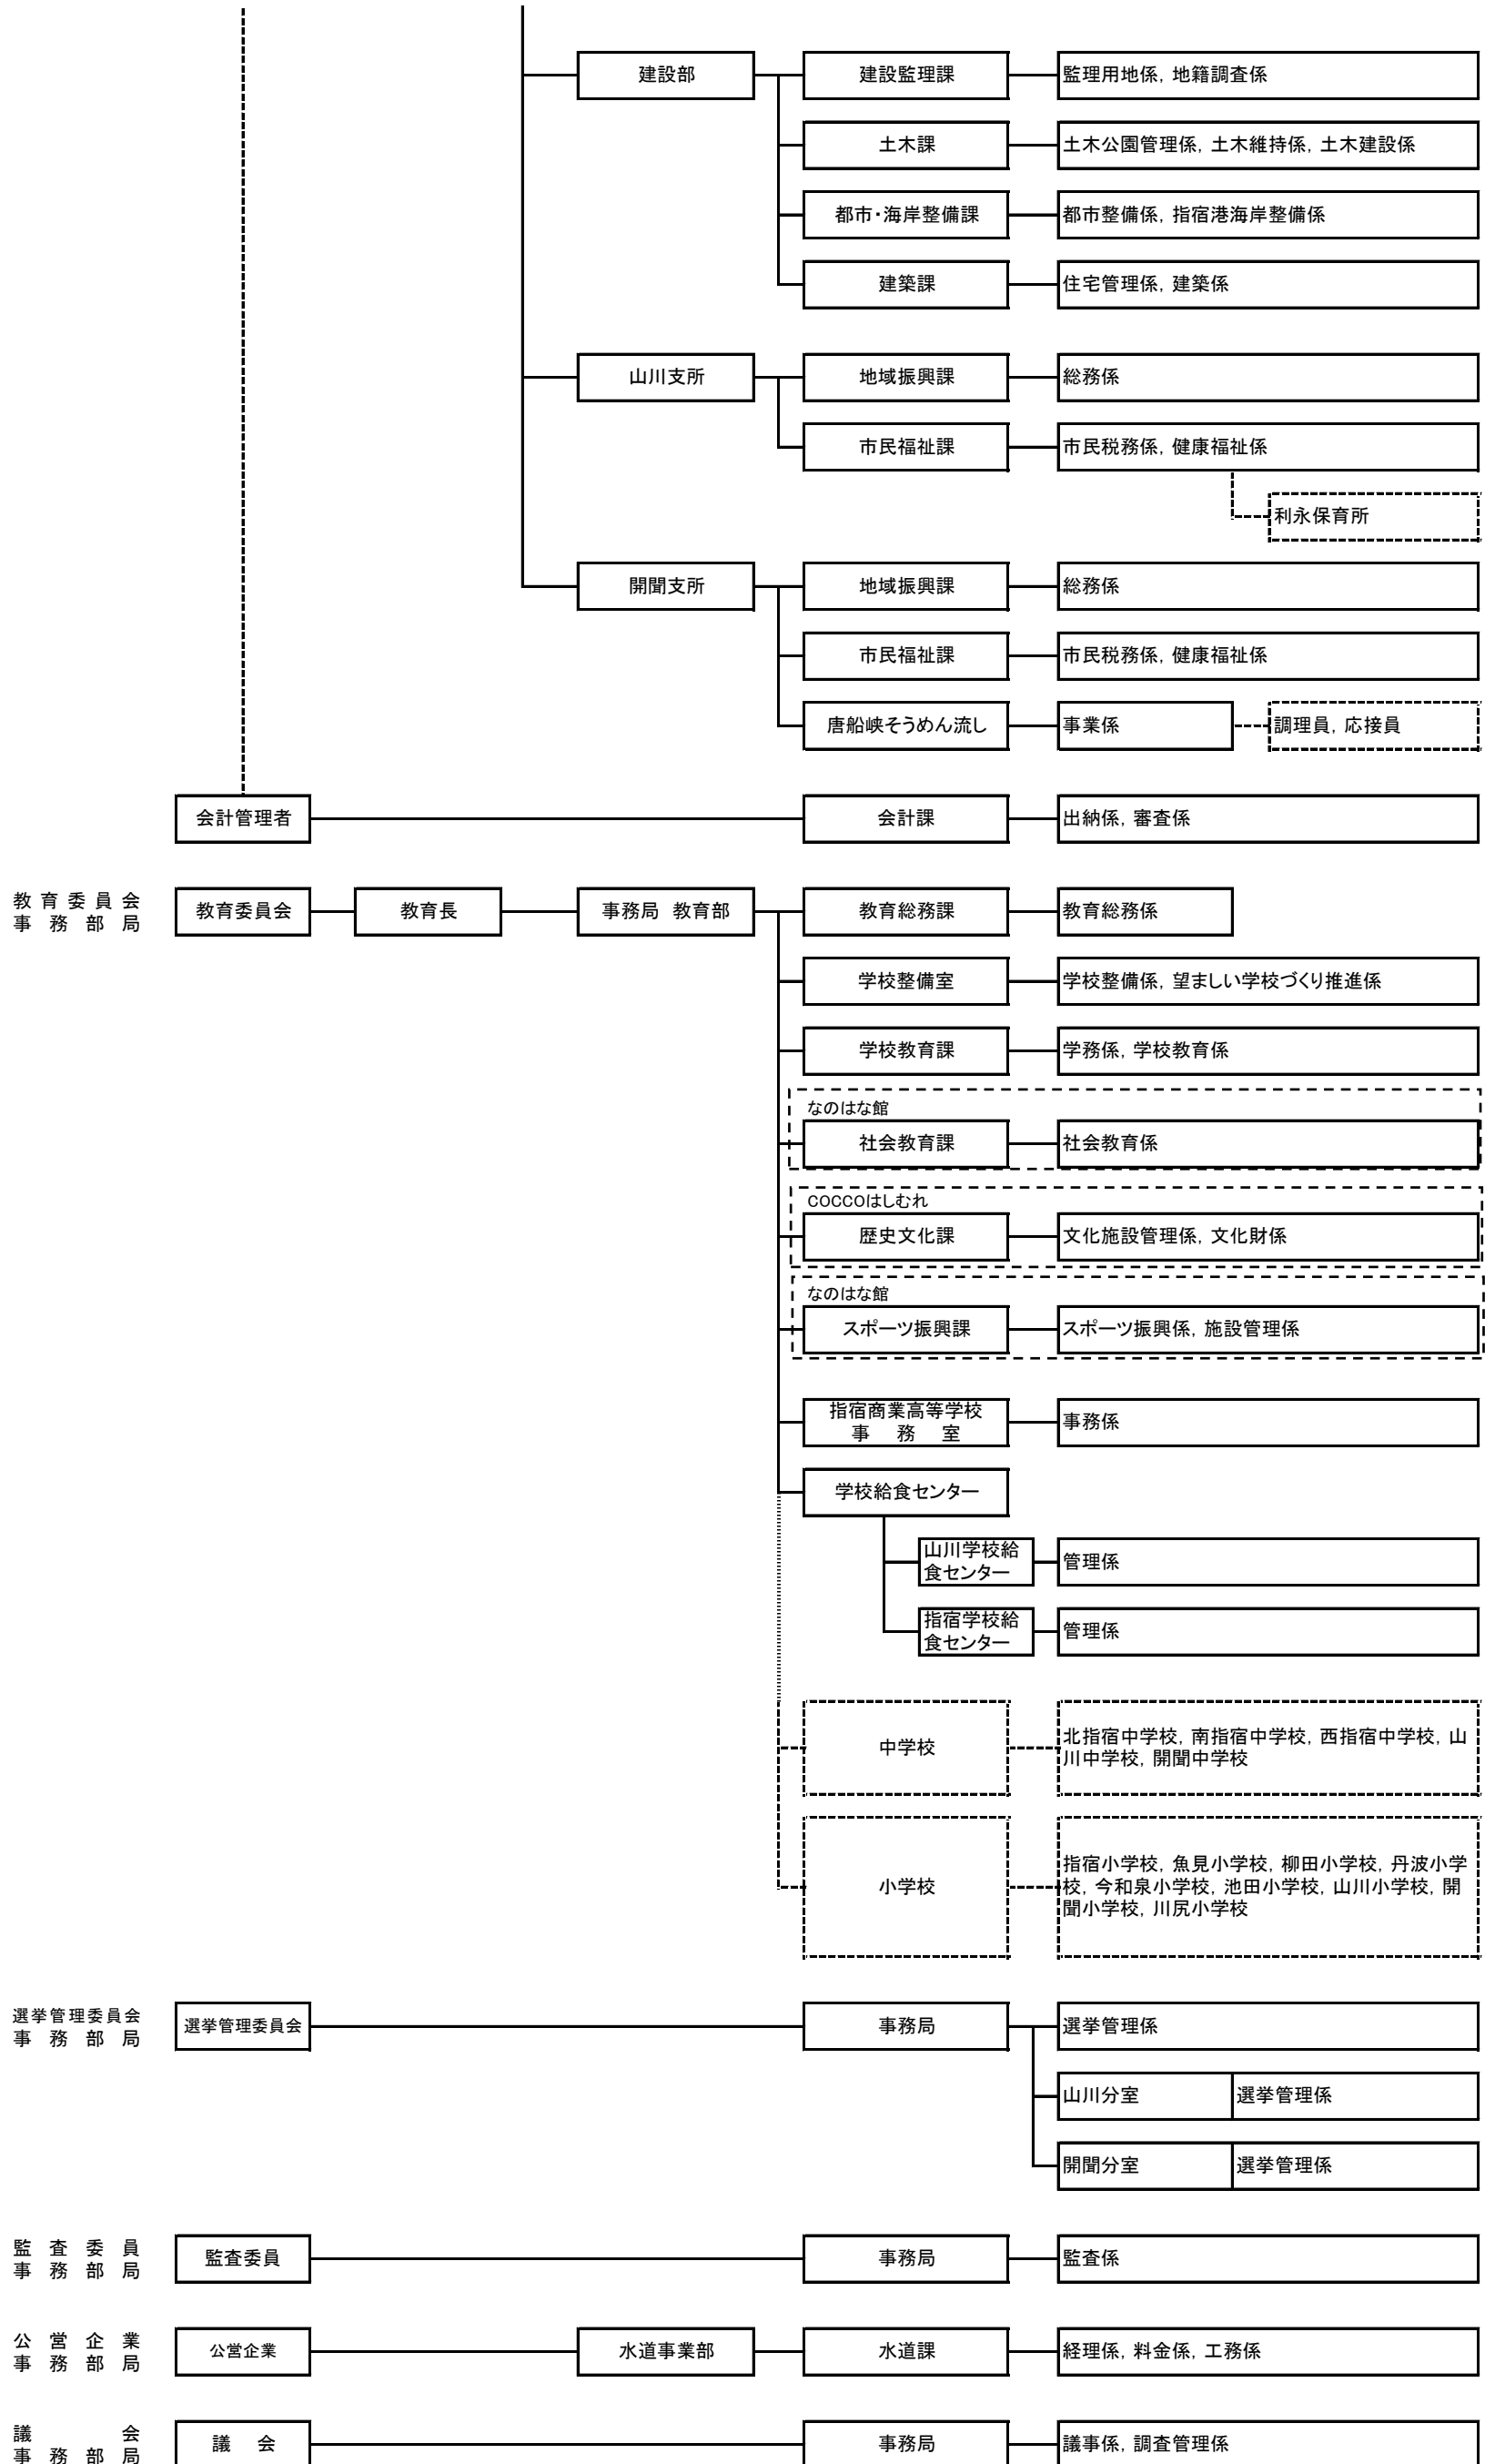 建設部 建設監理課 監理用地係, 地籍調査係
土木課 土木公園管理係, 土木維持係, 土木建設係
都市・海岸整備課 都市整備係, 指宿港海岸整備係
建築課 住宅管理係, 建築係
山川支所 地域振興課 総務係
市民福祉課 市民税務係, 健康福祉係
利永保育所
開聞支所 地域振興課 総務係
市民福祉課 市民税務係, 健康福祉係
唐船峡そうめん流し 事業係 調理員, 応接員
会計管理者 会計課 出納係, 審査係
教育委員会
事務部局
教育委員会 教育長 事務局 教育部 教育総務課 教育総務係
学校整備室 学校整備係, 望ましい学校づくり推進係
学校教育課 学務係, 学校教育係
なのはな館
社会教育課 社会教育係
COCCOはしむれ
歴史文化課 文化施設管理係, 文化財係
なのはな館
スポーツ振興課 スポーツ振興係, 施設管理係
指宿商業高等学校
事務室
事務係
学校給食センター
山川学校給
食センター
管理係
指宿学校給
食センター
管理係
中学校
北指宿中学校, 南指宿中学校, 西指宿中学校, 山
川中学校, 開聞中学校
小学校
指宿小学校, 魚見小学校, 柳田小学校, 丹波小学
校, 今和泉小学校, 池田小学校, 山川小学校, 開
聞小学校, 川尻小学校
選挙管理委員会
事務部局
選挙管理委員会 事務局 選挙管理係
山川分室 選挙管理係
開聞分室 選挙管理係
監査委員
事務部局
監査委員 事務局 監査係
公営企業
事務部局
公営企業 水道事業部 水道課 経理係, 料金係, 工務係
議会
事務部局
議会 事務局 議事係, 調査管理係